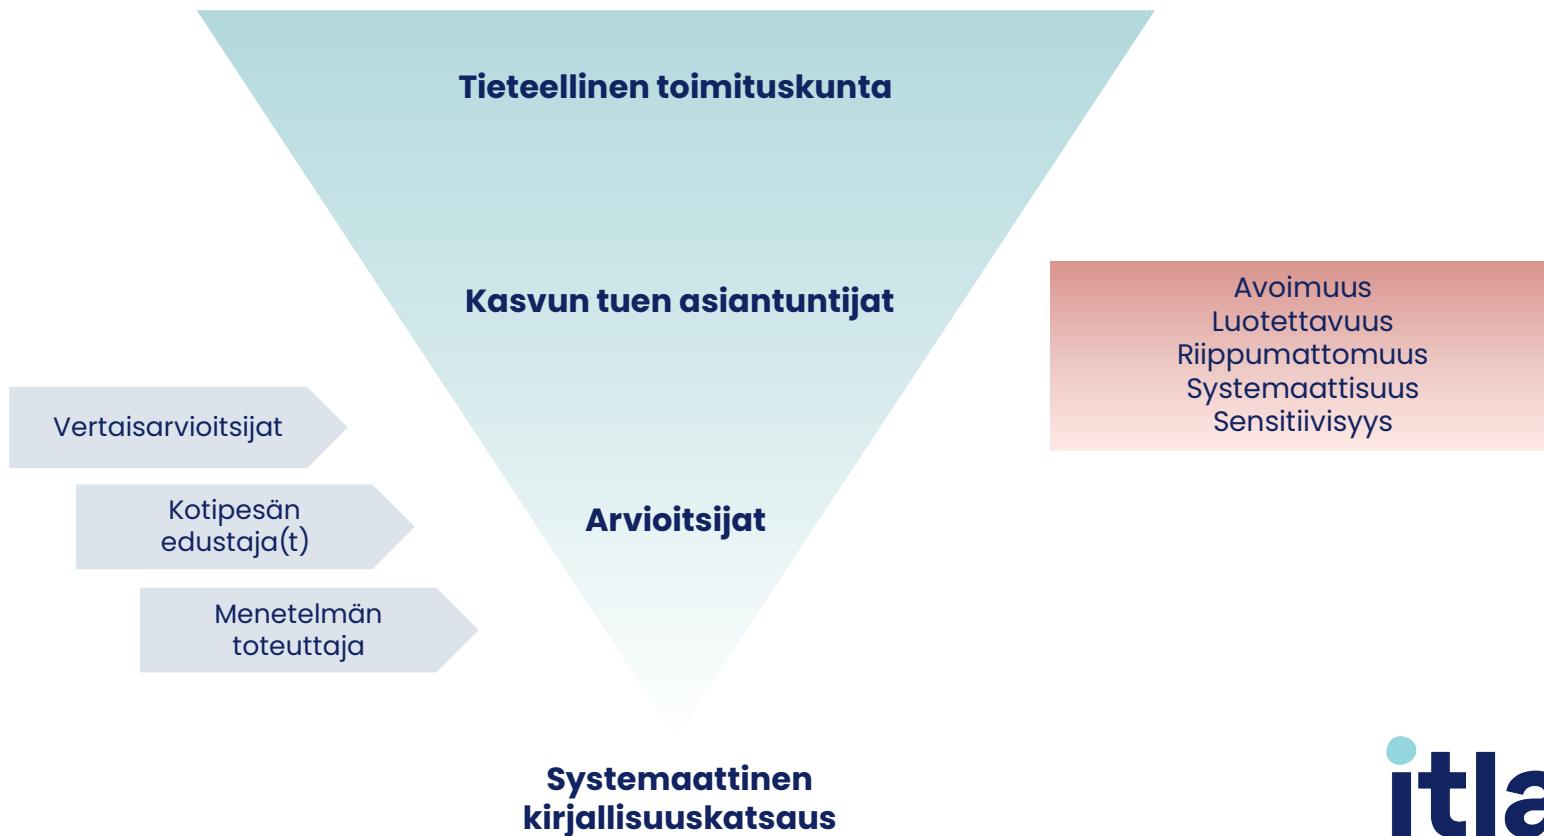 Tieteellinen toimituskunta
Kasvun tuen asiantuntijat
Avoimuus
Luotettavuus
Riippumattomuus
Systemaattisuus
Sensitiivisyys
Vertaisarvioitsijat
Kotipesän
edustaja(t)
Arvioitsijat
Menetelmän
toteuttaja
Systemaattinen
kirjallisuuskatsaus
itla